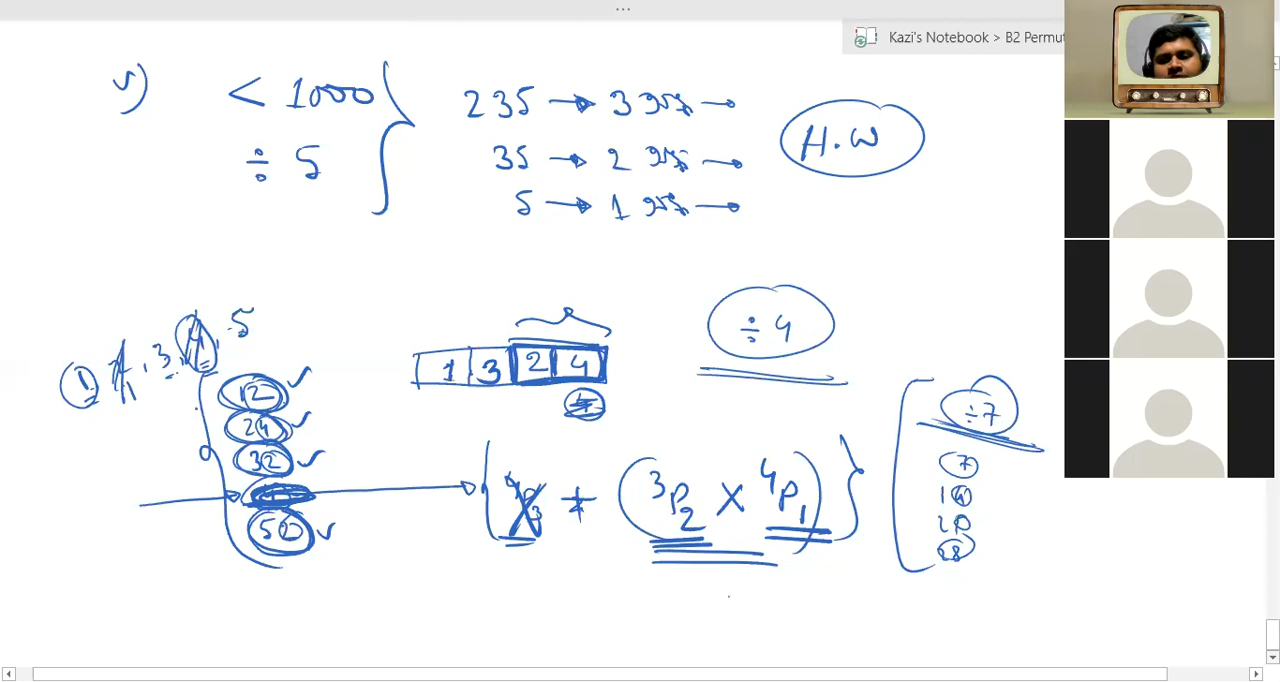 ...
Kazi's Notebook > B2 Permut
v) < 1000
÷ 5
235 → 3
35 → 2
5 → 1
H.W
1, 3, 4, 5
12 ✓
24 ✓
32 ✓
52 ✓
1 3 2 4
÷ 4
+ (³P₂ × ⁴P₁)
÷7
7
14
28